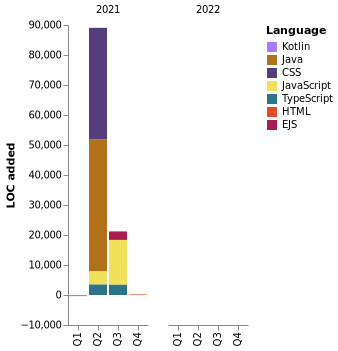 2021
2022
Language
Kotlin
Java
CSS
JavaScript
TypeScript
HTML
EJS
LOC added
90,000
80,000
70,000
60,000
50,000
40,000
30,000
20,000
10,000
0
−10,000
Q1
Q2
Q3
Q4
Q1
Q2
Q3
Q4